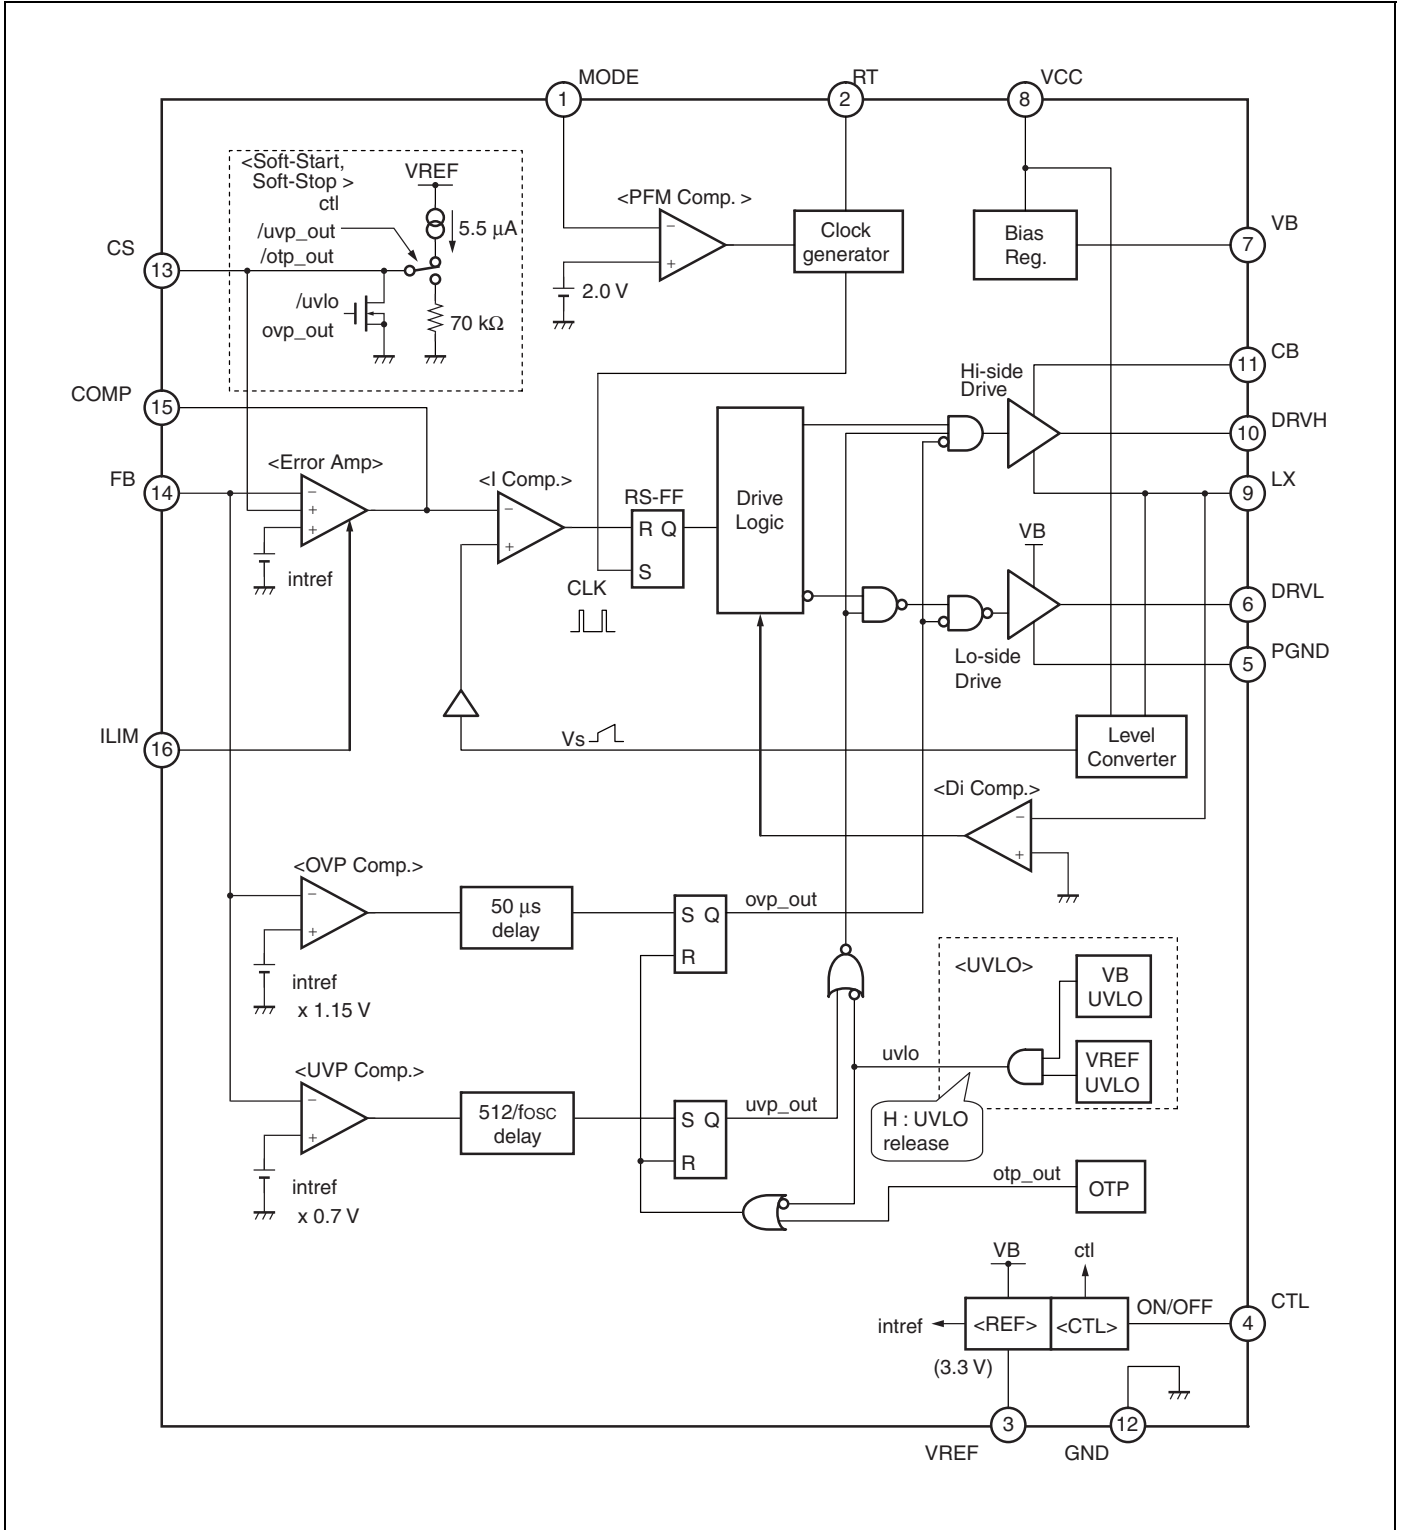 MODE
1
RT
2
VCC
8
<Soft-Start,
Soft-Stop >
ctl
/uvp_out
/otp_out
VREF
5.5 μA
/uvlo
ovp_out
70 kΩ
<PFM Comp. >
−
+
2.0 V
Clock
generator
Bias
Reg.
VB
7
CS
13
COMP
15
FB
14
<Error Amp>
−
+
+
intref
<I Comp.>
−
+
RS-FF
R Q
S
CLK
Drive
Logic
Hi-side
Drive
CB
11
DRVH
10
LX
9
VB
DRVL
6
PGND
5
Lo-side
Drive
ILIM
16
Vs
Level
Converter
<Di Comp.>
−
+
<OVP Comp.>
−
+
intref
x 1.15 V
50 μs
delay
S Q
R
ovp_out
<UVLO>
VB
UVLO
VREF
UVLO
uvlo
H : UVLO
release
<UVP Comp.>
−
+
intref
x 0.7 V
512/fOSC
delay
S Q
R
uvp_out
otp_out
OTP
VB
ctl
intref
<REF>
<CTL>
ON/OFF
CTL
4
(3.3 V)
3
VREF
12
GND